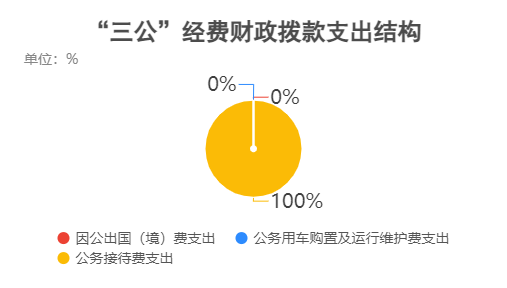 “三公”经费财政拨款支出结构
单位：%
0%
0%
100%
因公出国（境）费支出
公务用车购置及运行维护费支出
公务接待费支出